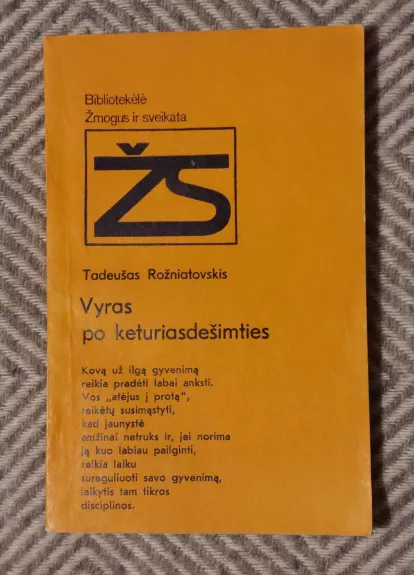 Bibliotekėlė
Žmogus ir sveikata
ŽS
Tadeušas Rožniatovskis
Vyras
po keturiasdešimties
Kovą už ilgą gyvenimą
reikia pradėti labai anksti.
Vos „atėjus į protą",
reikėtų susimąstyti,
kad jaunystė
amžinai netruks ir, jei norima
ją kuo labiau pailginti,
reikia laiku
sureguliuoti savo gyvenimą,
laikytis tam tikros
disciplinos.